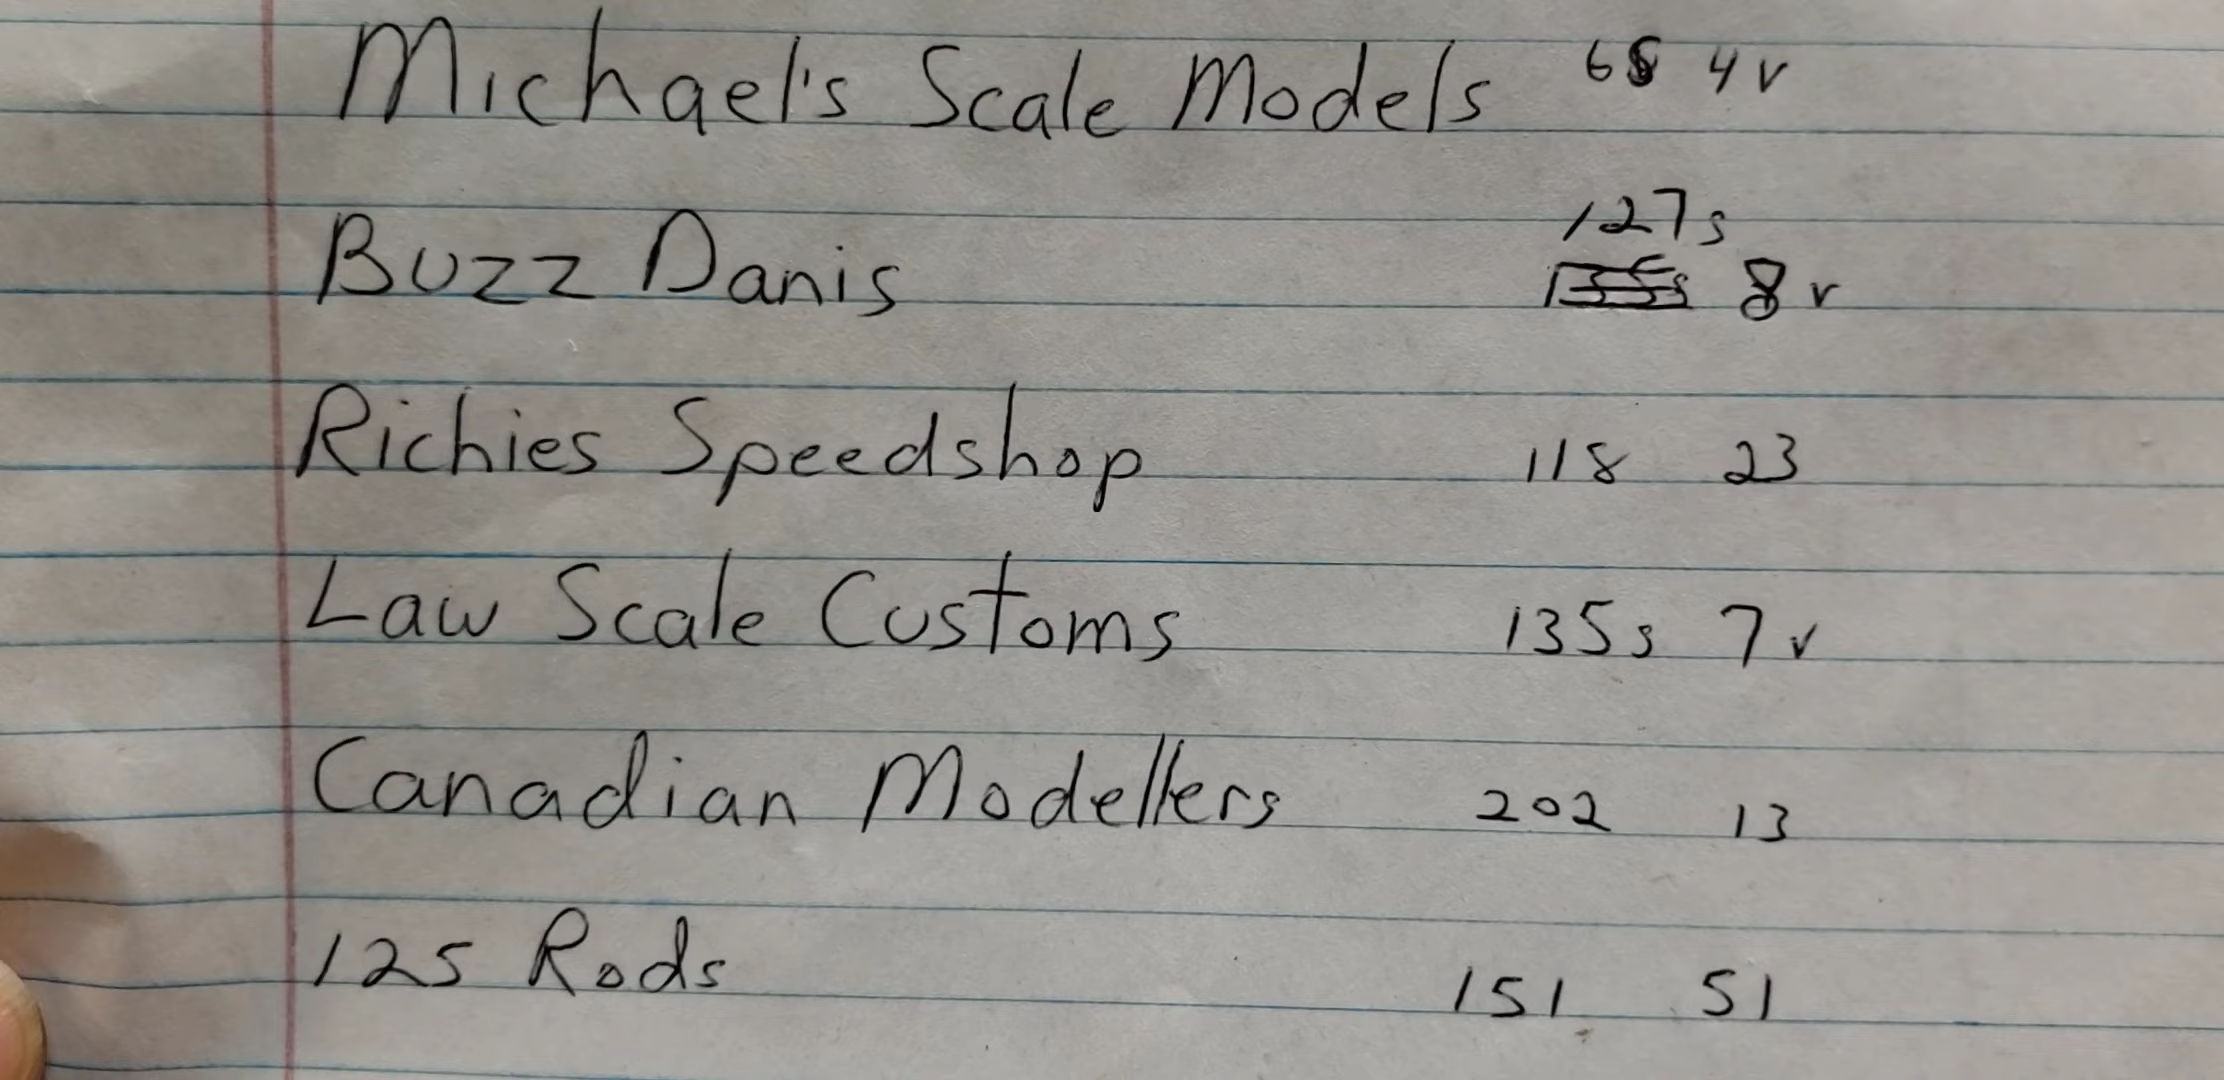 Michael's Scale Models 4v
127s
Buzz Danis 8v
Richies Speedshop 118 23
Law Scale Customs 135s 7v
Canadian Modellers 202 13
125 Rods 151 51